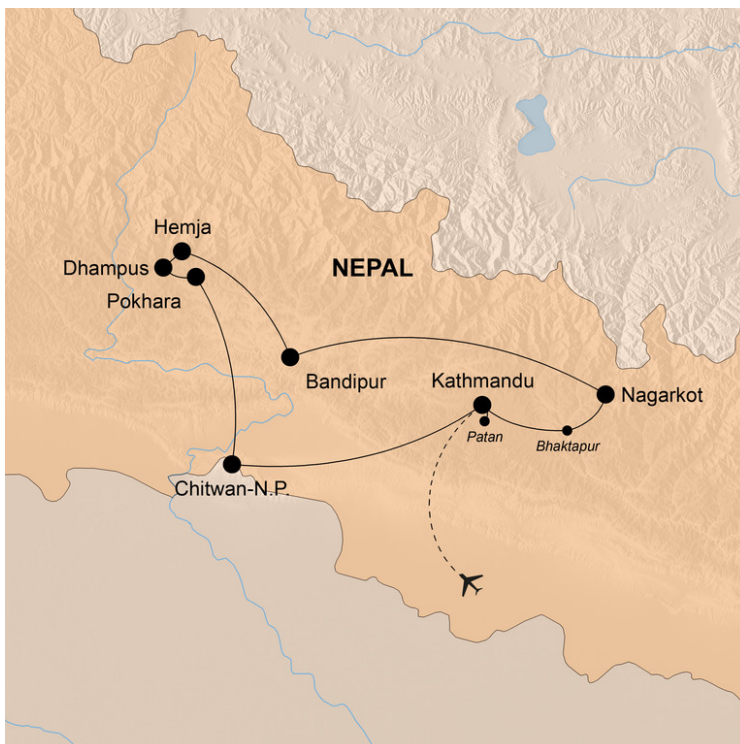 Hemja
Dhampus
NEPAL
Pokhara
Bandipur
Kathmandu
Nagarkot
Patan
Bhaktapur
Chitwan-N.P.